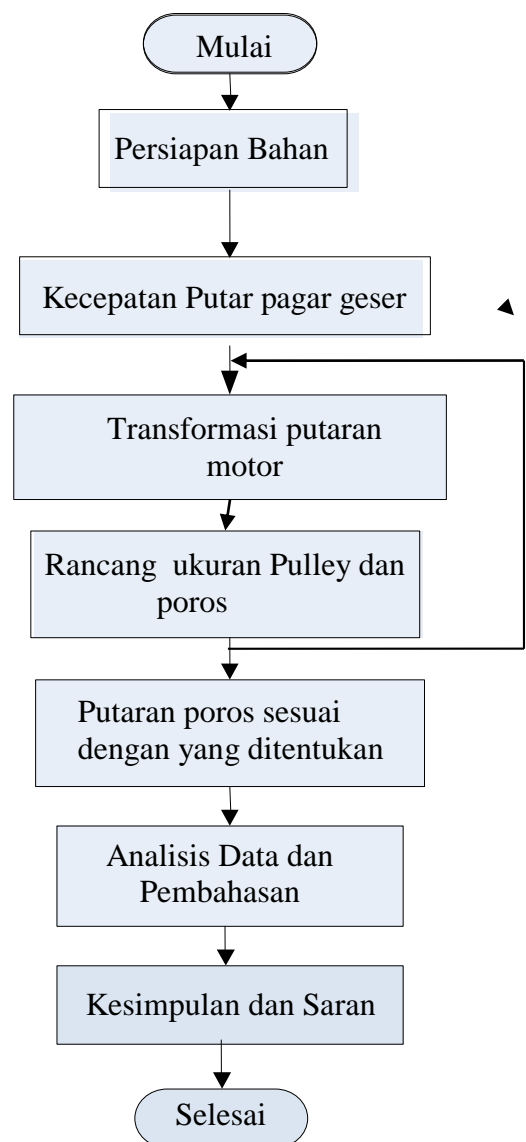 Mulai
Persiapan Bahan
Kecepatan Putar pagar geser
Transformasi putaran
motor
Rancang ukuran Pulley dan
poros
Putaran poros sesuai
dengan yang ditentukan
Analisis Data dan
Pembahasan
Kesimpulan dan Saran
Selesai